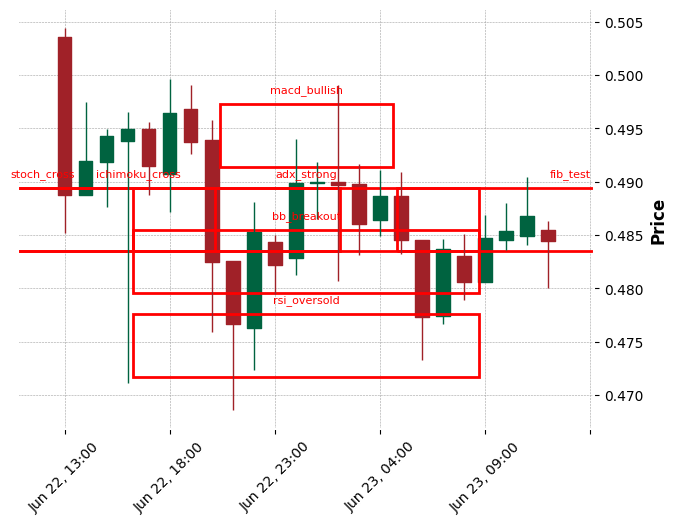 0.505
0.500
macd_bullish
0.495
stoch_cross
ichimoku_cross
adx_strong
fib_test
0.490
bb_breakout
0.485
Price
rsi_oversold
0.480
0.475
0.470
Jun 22, 13:00
Jun 22, 18:00
Jun 22, 23:00
Jun 23, 04:00
Jun 23, 09:00